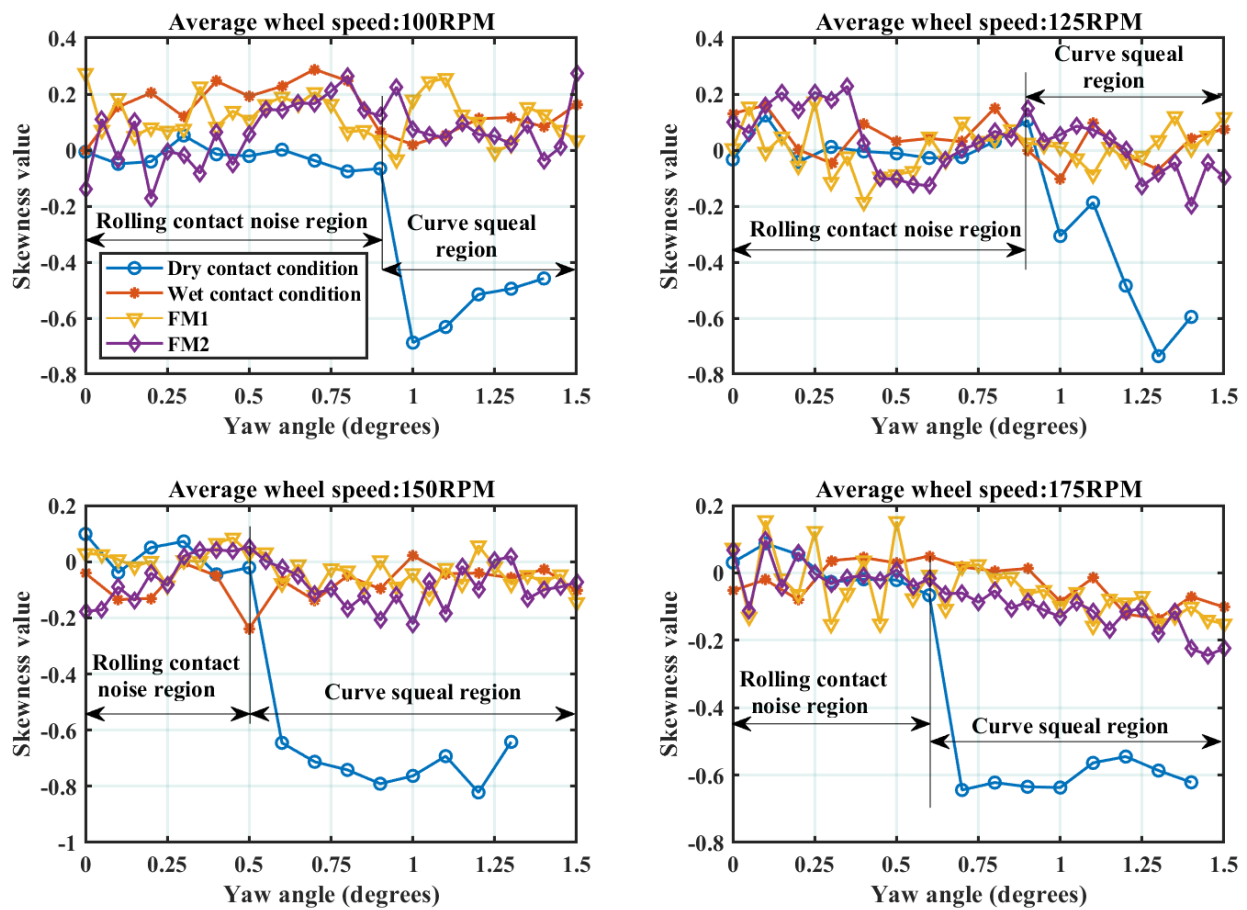 Average wheel speed:100RPM
0.4
0.2
0
-0.2
-0.4
-0.6
-0.8
Skewness value
Rolling contact noise region
Curve squeal
region
Dry contact condition
Wet contact condition
FM1
FM2
0 0.25 0.5 0.75 1 1.25 1.5
Yaw angle (degrees)
Average wheel speed:125RPM
0.4
0.2
0
-0.2
-0.4
-0.6
-0.8
Skewness value
Curve squeal
region
Rolling contact noise region
0 0.25 0.5 0.75 1 1.25 1.5
Yaw angle (degrees)
Average wheel speed:150RPM
0.2
0
-0.2
-0.4
-0.6
-0.8
-1
Skewness value
Rolling contact
noise region
Curve squeal region
0 0.25 0.5 0.75 1 1.25 1.5
Yaw angle (degrees)
Average wheel speed:175RPM
0.2
0
-0.2
-0.4
-0.6
-0.8
Skewness value
Rolling contact
noise region
Curve squeal region
0 0.25 0.5 0.75 1 1.25 1.5
Yaw angle (degrees)